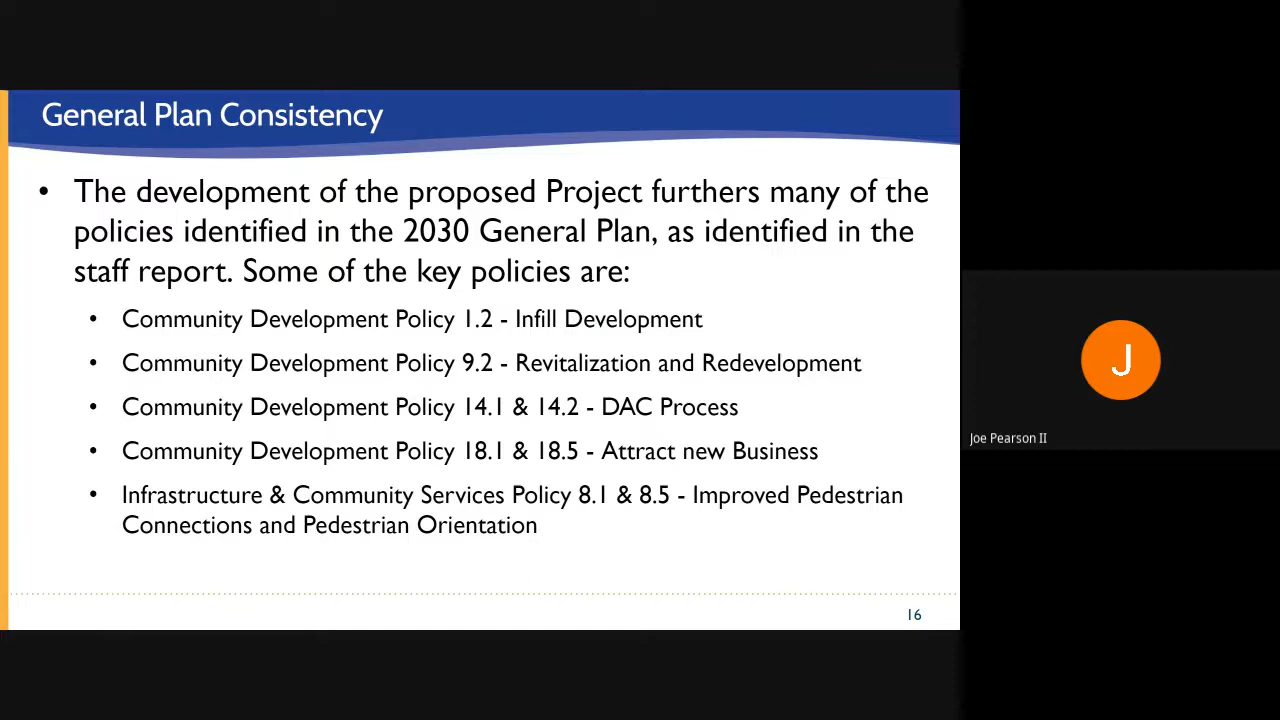 General Plan Consistency
• The development of the proposed Project furthers many of the
policies identified in the 2030 General Plan, as identified in the
staff report. Some of the key policies are:
• Community Development Policy 1.2 - Infill Development
• Community Development Policy 9.2 - Revitalization and Redevelopment
• Community Development Policy 14.1 & 14.2 - DAC Process
• Community Development Policy 18.1 & 18.5 - Attract new Business
• Infrastructure & Community Services Policy 8.1 & 8.5 - Improved Pedestrian
Connections and Pedestrian Orientation
16
J
Joe Pearson II